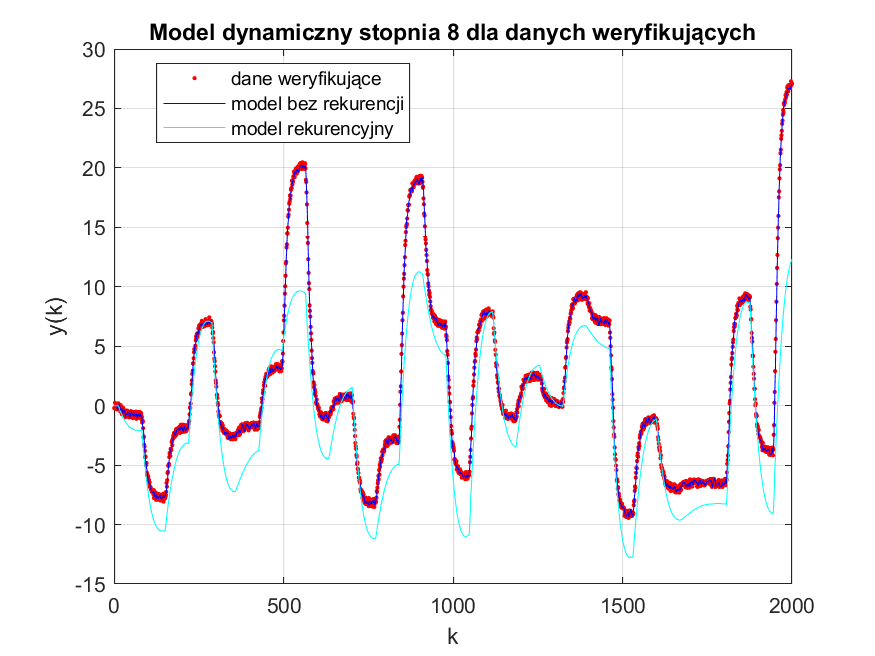 Model dynamiczny stopnia 8 dla danych weryfikujących
30
25
20
15
10
5
0
-5
-10
-15
y(k)
dane weryfikujące
model bez rekurencji
model rekurencyjny
0 500 1000 1500 2000
k